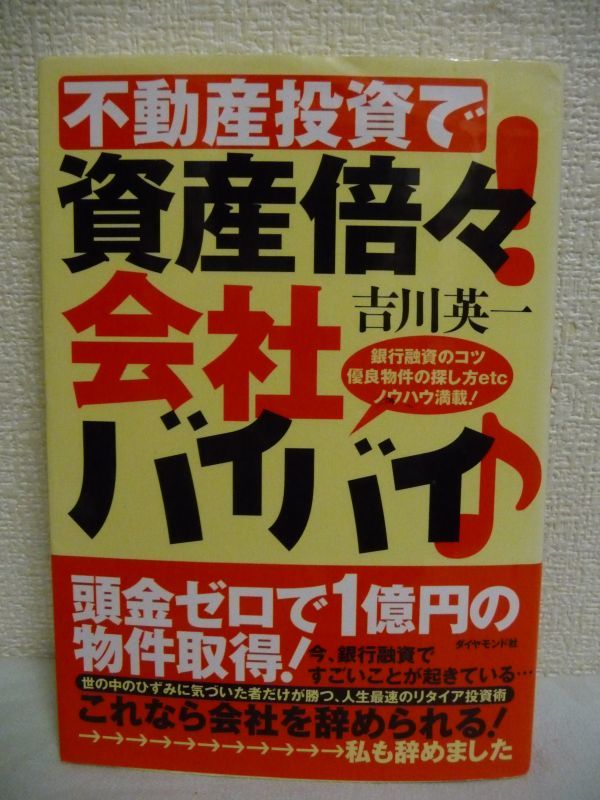 不動産投資で
資産倍々!
会社
吉川英一
銀行融資のコツ
優良物件の探し方etc
ノウハウ満載!
バイバイ♪
頭金ゼロで1億円の
物件取得!
ダイヤモンド社
今、銀行融資で
すごいことが起きている…
世の中のひずみに気づいた者だけが勝つ、人生最速のリタイア投資術
これなら会社を辞められる!
→→→→→→→→→→→→私も辞めました